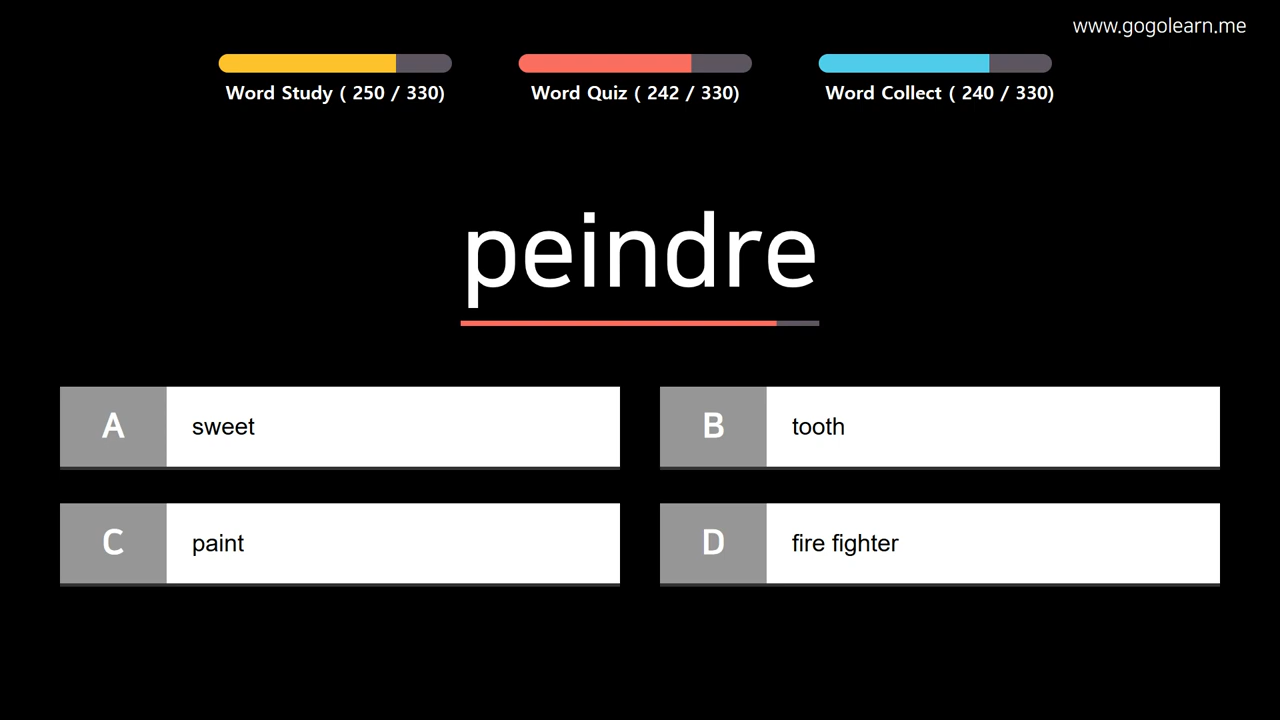 www.gogolearn.me
Word Study ( 250 / 330)
Word Quiz ( 242 / 330)
Word Collect ( 240 / 330)
peindre
A sweet
B tooth
C paint
D fire fighter